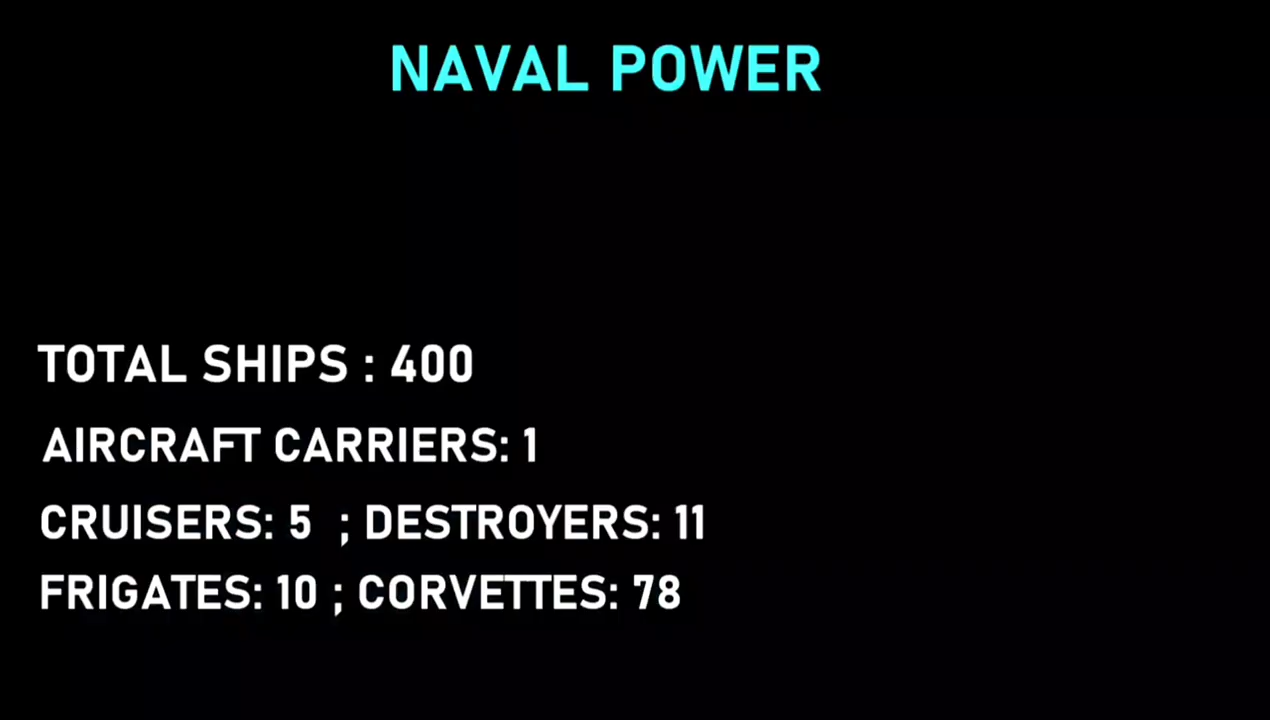 NAVAL POWER
TOTAL SHIPS : 400
AIRCRAFT CARRIERS: 1
CRUISERS: 5 ; DESTROYERS: 11
FRIGATES: 10 ; CORVETTES: 78